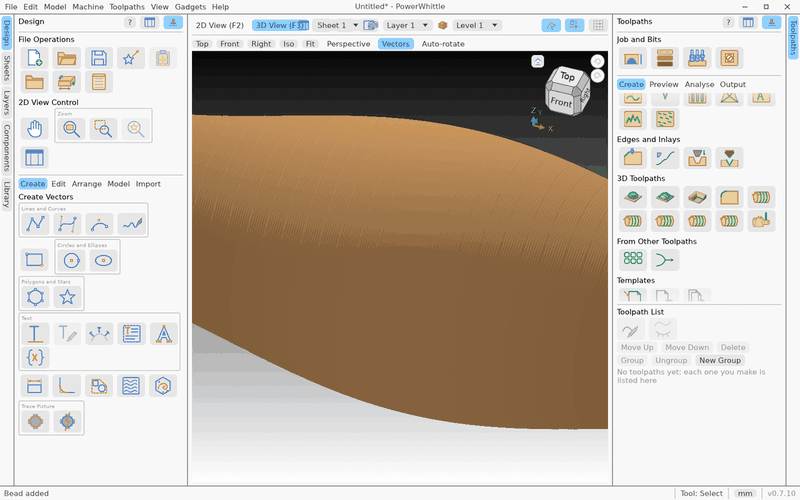 File Edit Model Machine Toolpaths View Gadgets Help
Untitled* - PowerWhittle
Design
Sheets
Layers
Components
Library
Design
?
File Operations
2D View Control
Zoom
Create Edit Arrange Model Import
Create Vectors
Lines and Curves
Circles and Ellipses
Polygons and Stars
Text
Trace Picture
2D View (F2) 3D View (F3) Sheet 1 Layer 1 Level 1
Top Front Right Iso Fit Perspective Vectors Auto-rotate
Top
Front
Right
Z
Y
X
Toolpaths
?
Job and Bits
Create Preview Analyse Output
Edges and Inlays
3D Toolpaths
From Other Toolpaths
Templates
Toolpath List
Move Up Move Down Delete
Group Ungroup New Group
No toolpaths yet; each one you make is
listed here
Toolpaths
Bead added
Tool: Select mm v0.7.10